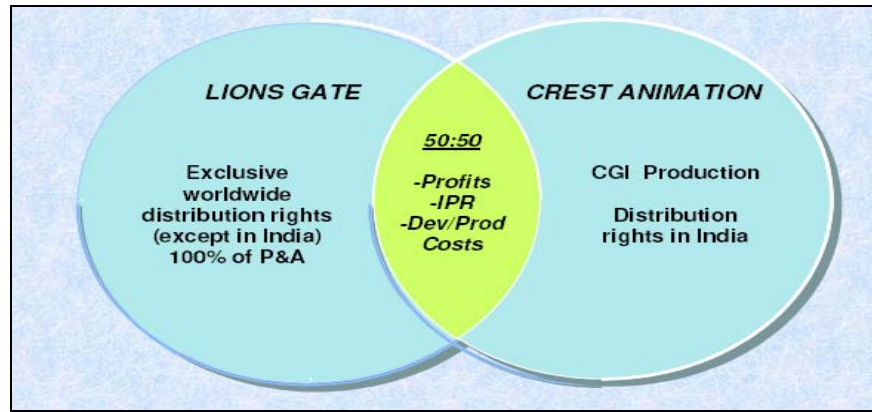 LIONS GATE
Exclusive
worldwide
distribution rights
(except in India)
100% of P&A
50:50
-Profits
-IPR
-Dev/Prod
Costs
CREST ANIMATION
CGI Production
Distribution
rights in India